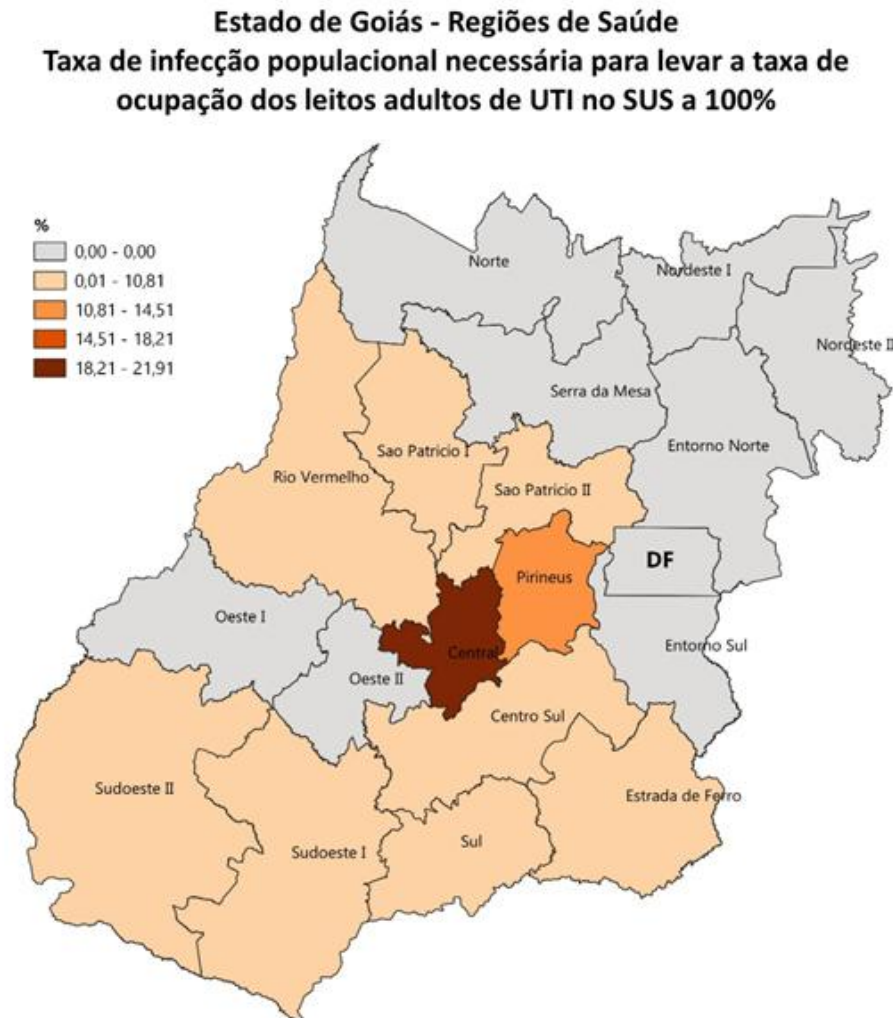 Estado de Goiás - Regiões de Saúde
Taxa de infecção populacional necessária para levar a taxa de
ocupação dos leitos adultos de UTI no SUS a 100%
%
0,00 - 0,00
0,01 - 10,81
10,81 - 14,51
14,51 - 18,21
18,21 - 21,91
Norte
Nordeste I
Nordeste II
Serra da Mesa
Entorno Norte
Sao Patricio I
Rio Vermelho
Sao Patricio II
DF
Pirineus
Oeste I
Entorno Sul
Central
Oeste II
Centro Sul
Sudoeste II
Estrada de Ferro
Sul
Sudoeste I